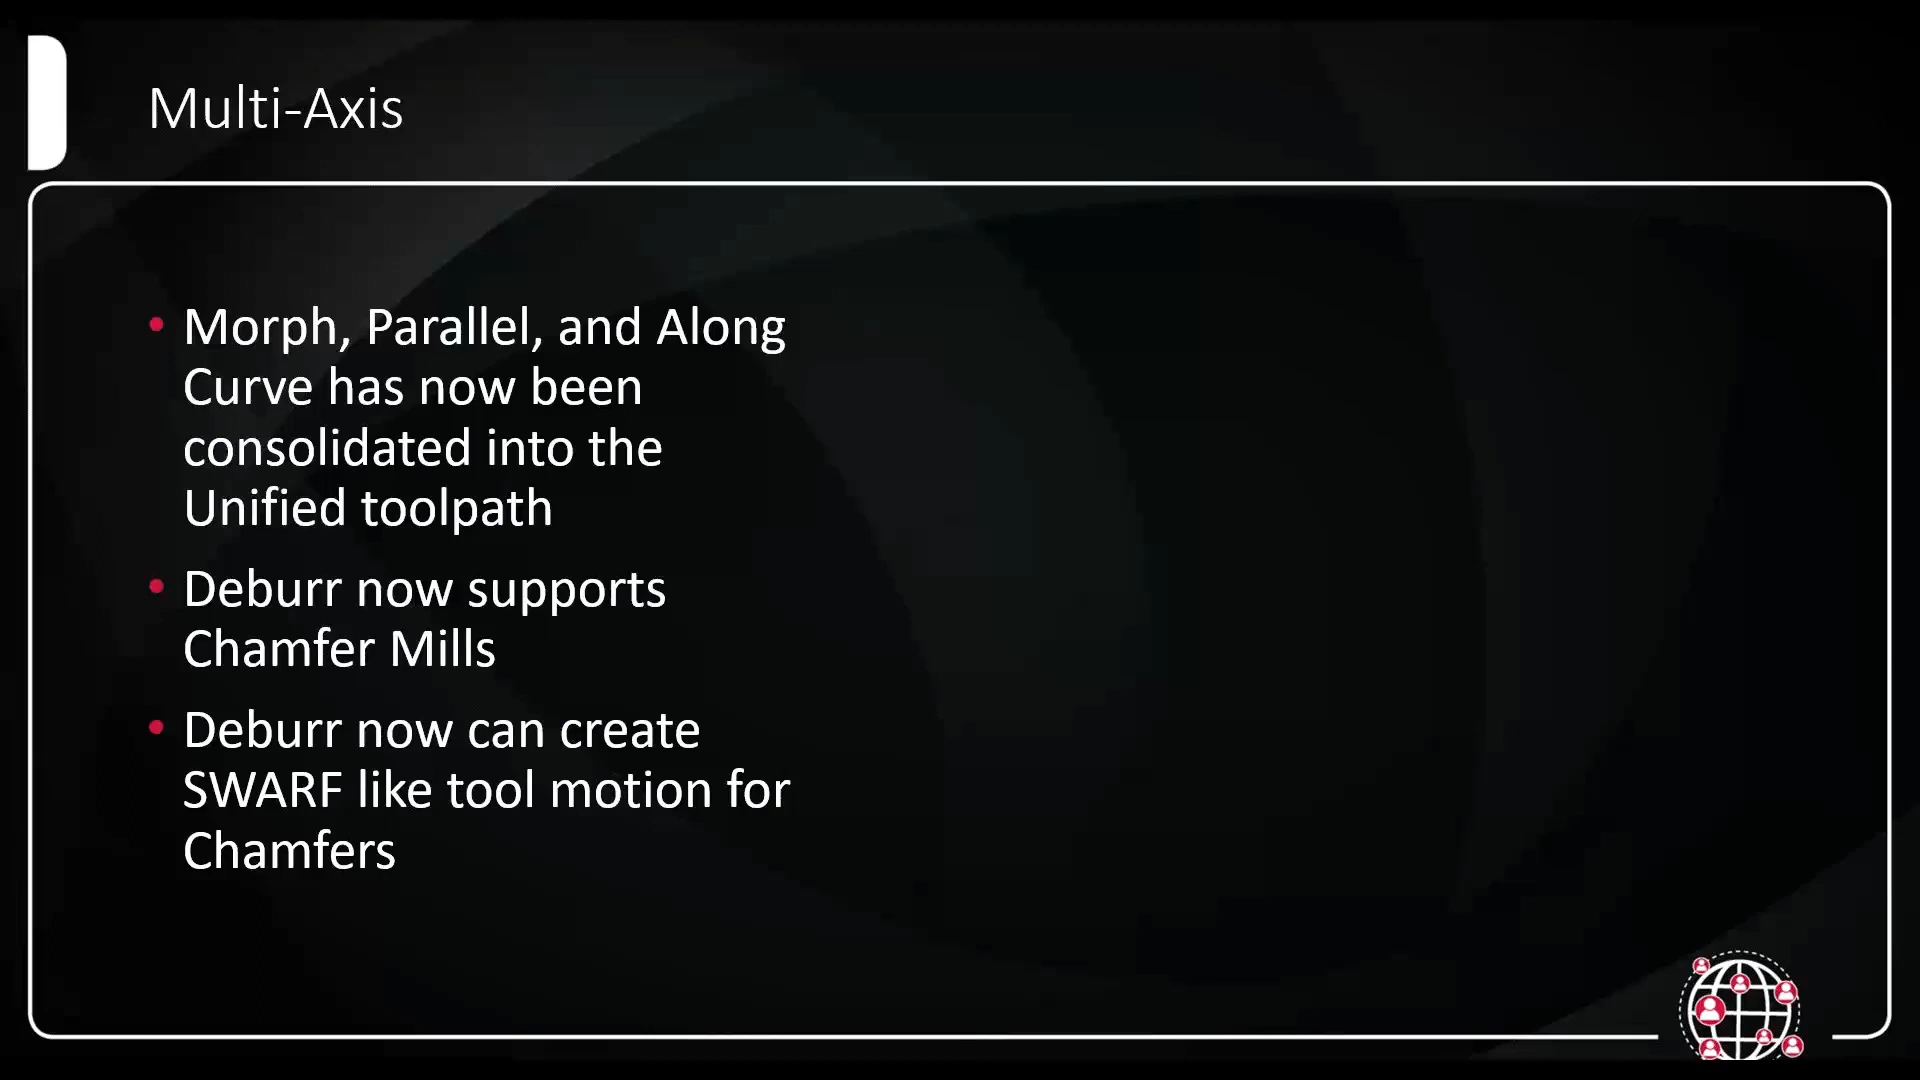 Multi-Axis
• Morph, Parallel, and Along
Curve has now been
consolidated into the
Unified toolpath
• Deburr now supports
Chamfer Mills
• Deburr now can create
SWARF like tool motion for
Chamfers